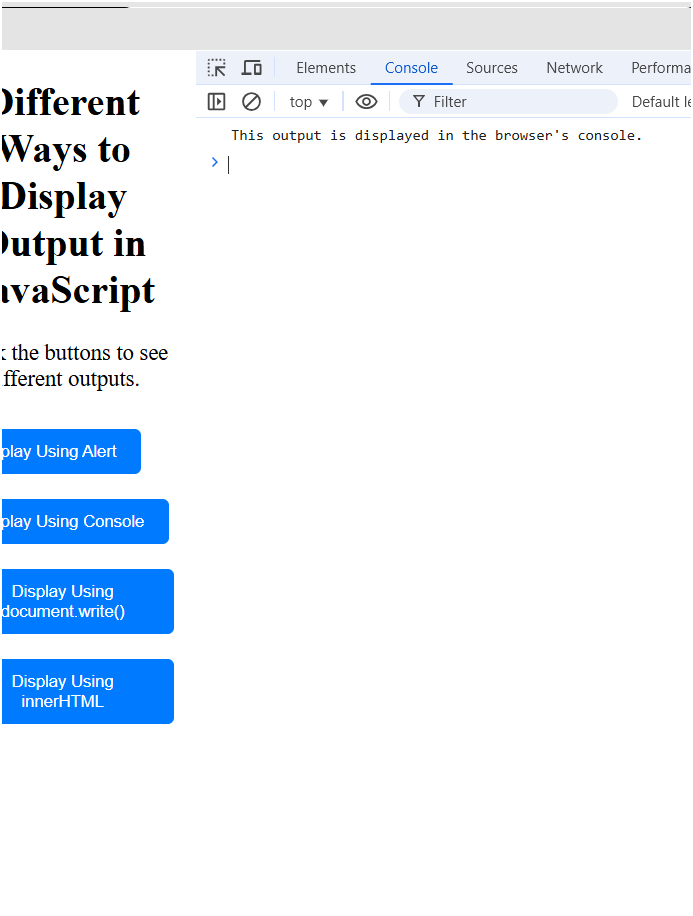 Different
Ways to
Display
Output in
avaScript
k the buttons to see
fferent outputs.
play Using Alert
play Using Console
Display Using
document.write()
Display Using
innerHTML
Elements Console Sources Network Performa
top Filter Default le
This output is displayed in the browser's console.